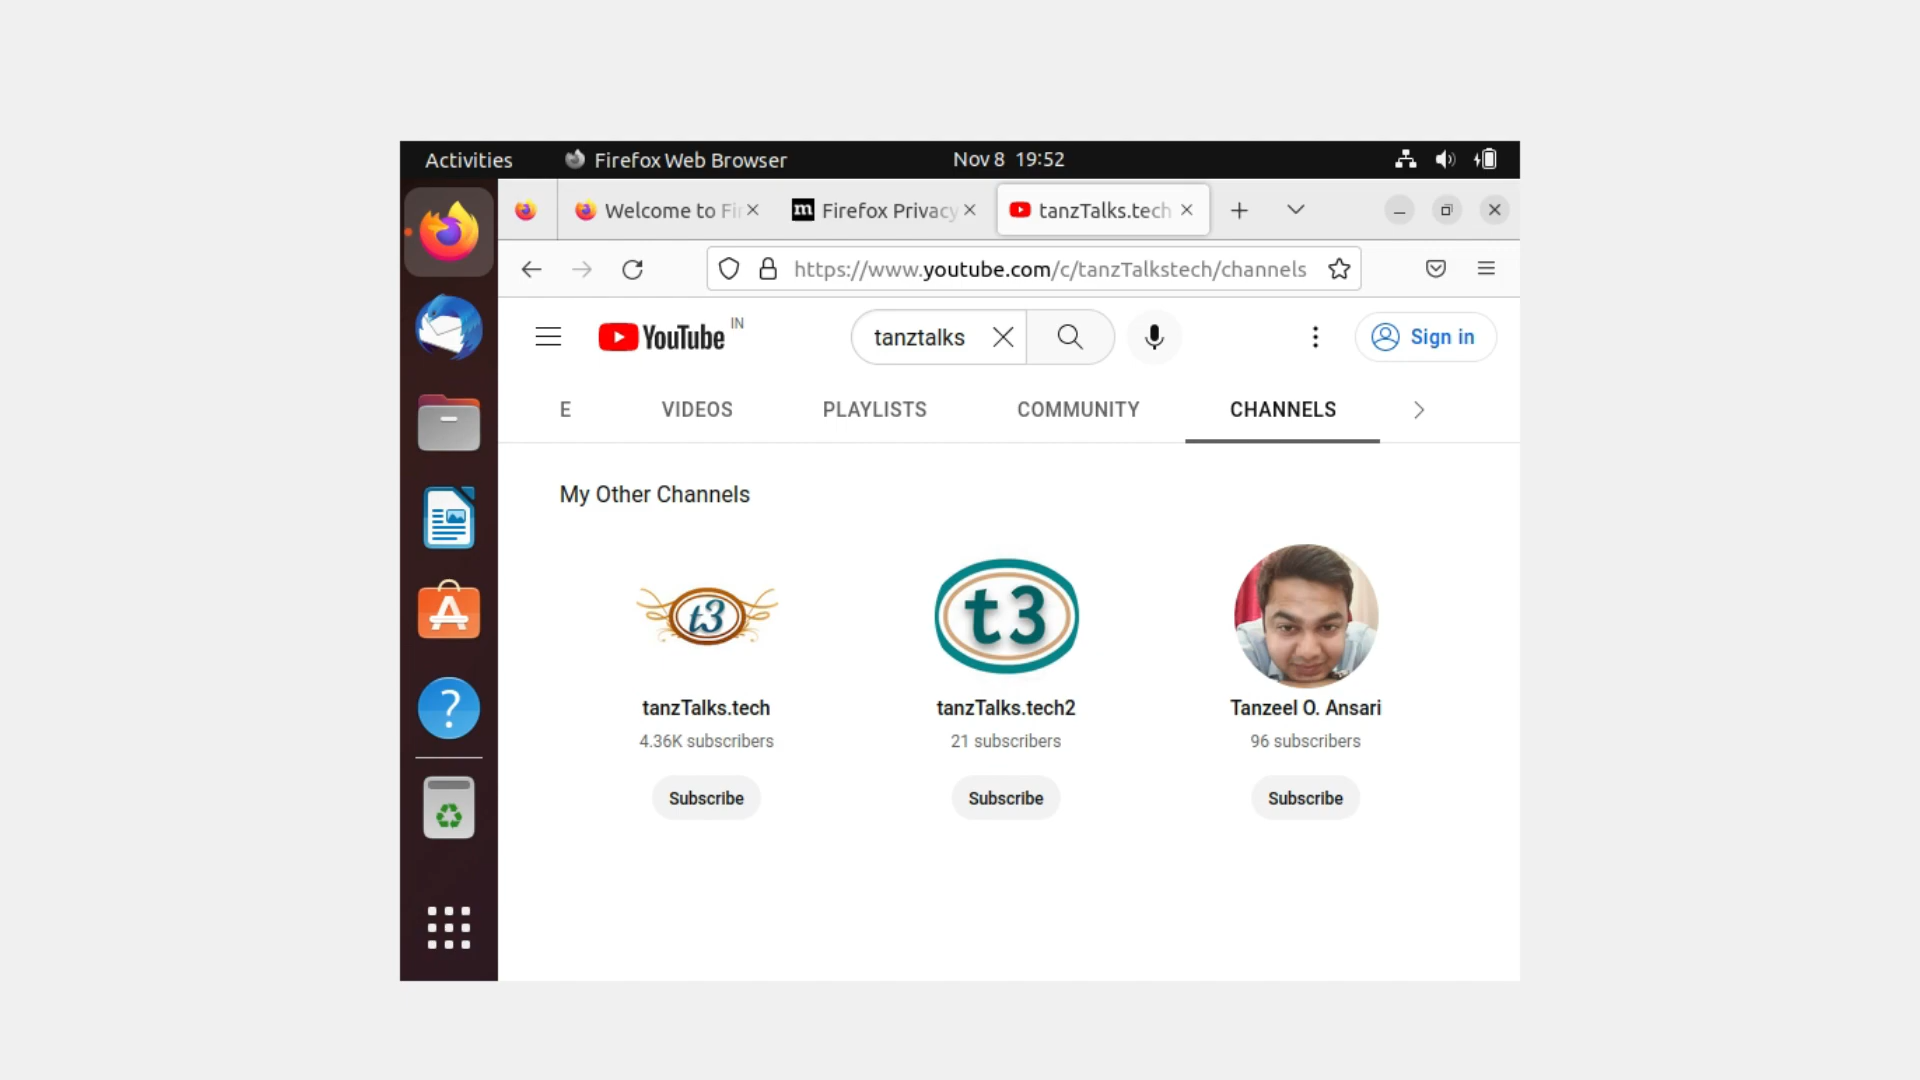 Activities Firefox Web Browser Nov 8 19:52
Welcome to Fi m Firefox Privacy tanzTalks.tech
https://www.youtube.com/c/tanzTalkstech/channels
YouTube IN tanztalks Sign in
E VIDEOS PLAYLISTS COMMUNITY CHANNELS
My Other Channels
t3 t3
tanzTalks.tech tanzTalks.tech2 Tanzeel O. Ansari
4.36K subscribers 21 subscribers 96 subscribers
Subscribe Subscribe Subscribe